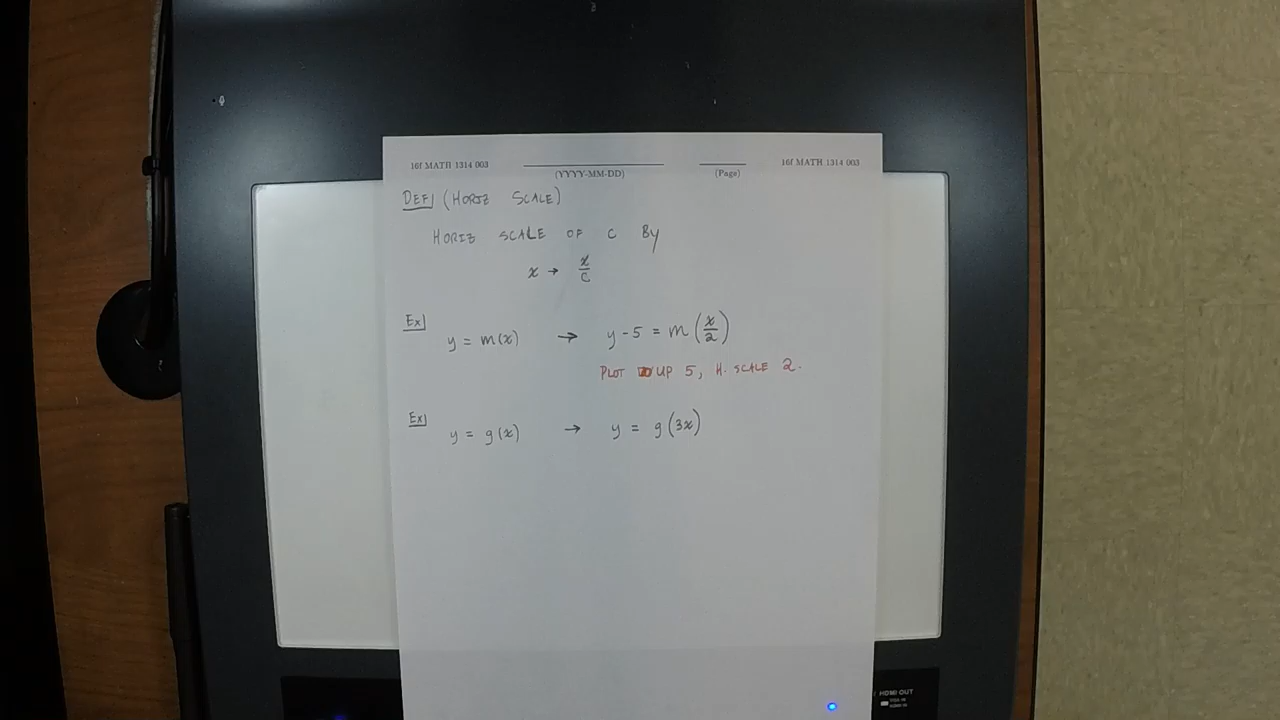 16f MATH 1314 003
(YYYY-MM-DD)
(Page)
16f MATH 1314 003
DEF (HORIZ SCALE)
HORIZ SCALE OF C BY
x → x/c
Ex
y = m(x) → y - 5 = m(x/2)
PLOT UP 5, H. SCALE 2.
Ex
y = g(x) → y = g(3x)
HDMI OUT